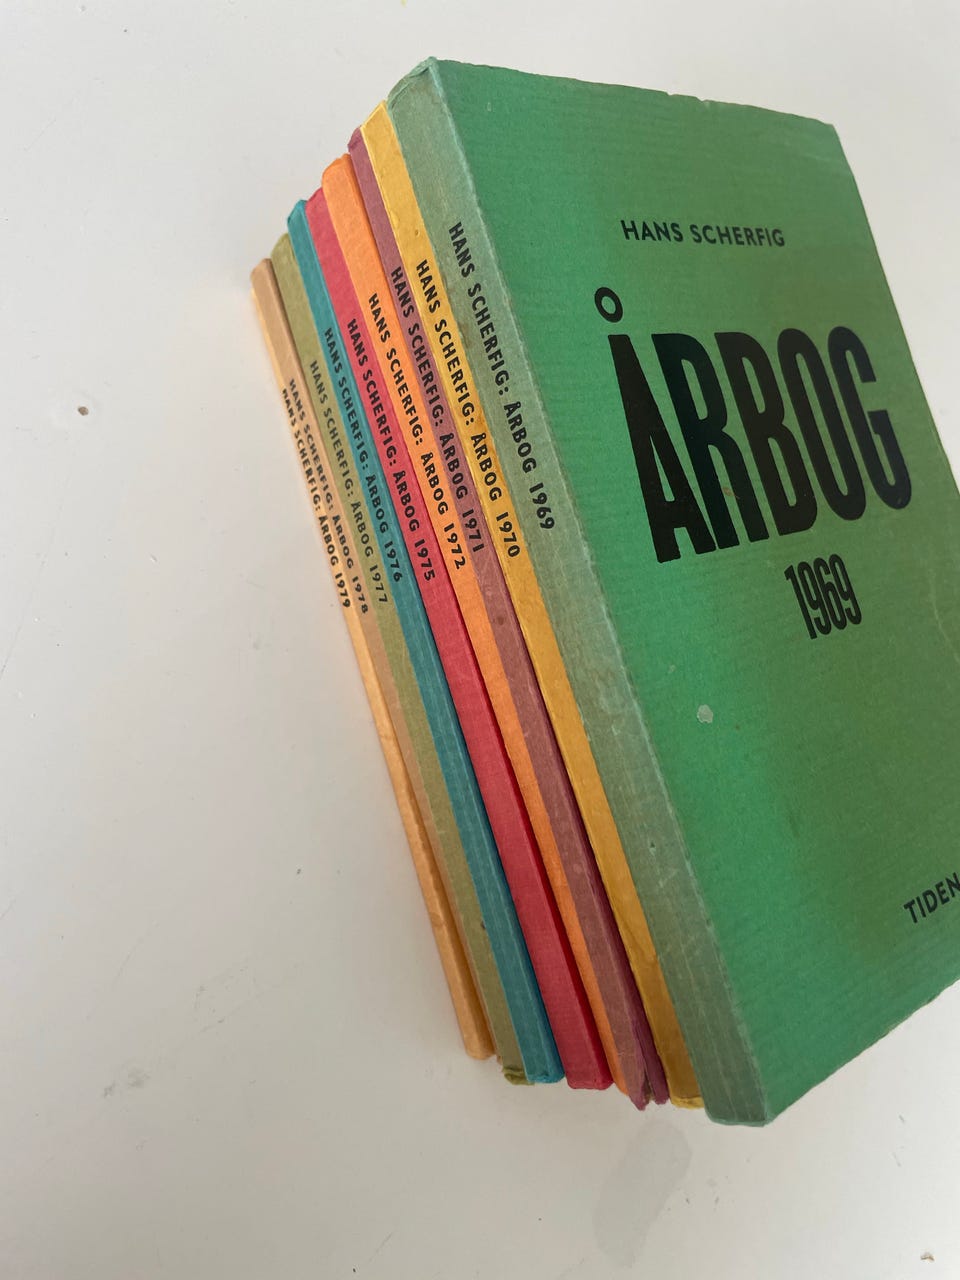 HANS SCHERFIG
ÅRBOG
1969
TIDEN
HANS SCHERFIG: ÅRBOG 1969
HANS SCHERFIG: ÅRBOG 1970
HANS SCHERFIG: ÅRBOG 1971
HANS SCHERFIG: ÅRBOG 1972
HANS SCHERFIG: ÅRBOG 1975
HANS SCHERFIG: ÅRBOG 1976
HANS SCHERFIG: ÅRBOG 1977
HANS SCHERFIG: ÅRBOG 1978
HANS SCHERFIG: ÅRBOG 1979